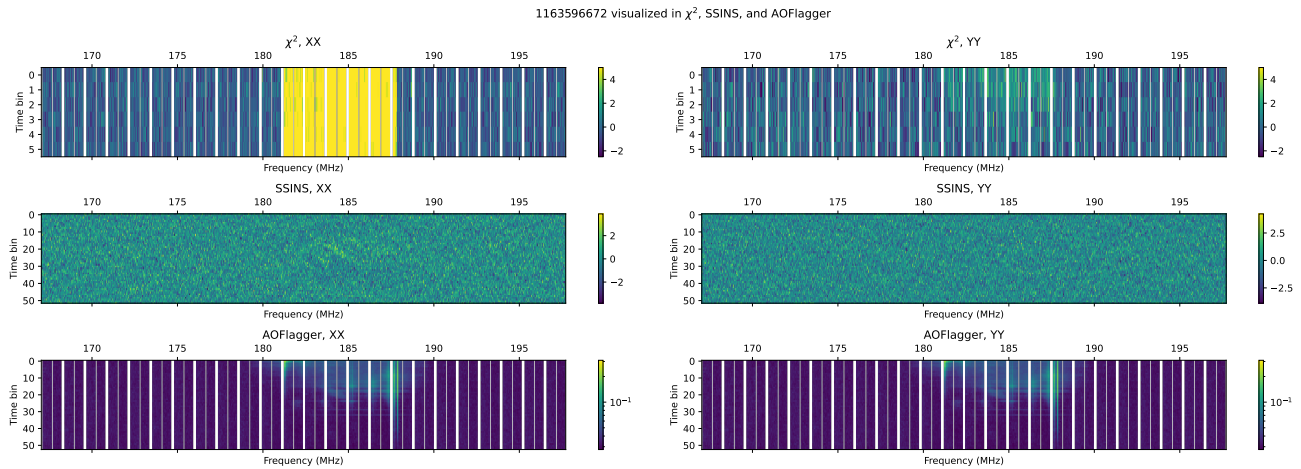 1163596672 visualized in χ², SSINS, and AOFlagger
χ², XX
170 175 180 185 190 195
Time bin
0
1
2
3
4
5
Frequency (MHz)
4
2
0
−2
χ², YY
170 175 180 185 190 195
Time bin
0
1
2
3
4
5
Frequency (MHz)
4
2
0
−2
SSINS, XX
170 175 180 185 190 195
Time bin
0
10
20
30
40
50
Frequency (MHz)
2
0
−2
SSINS, YY
170 175 180 185 190 195
Time bin
0
10
20
30
40
50
Frequency (MHz)
2.5
0.0
−2.5
AOFlagger, XX
170 175 180 185 190 195
Time bin
0
10
20
30
40
50
Frequency (MHz)
10⁻¹
AOFlagger, YY
170 175 180 185 190 195
Time bin
0
10
20
30
40
50
Frequency (MHz)
10⁻¹